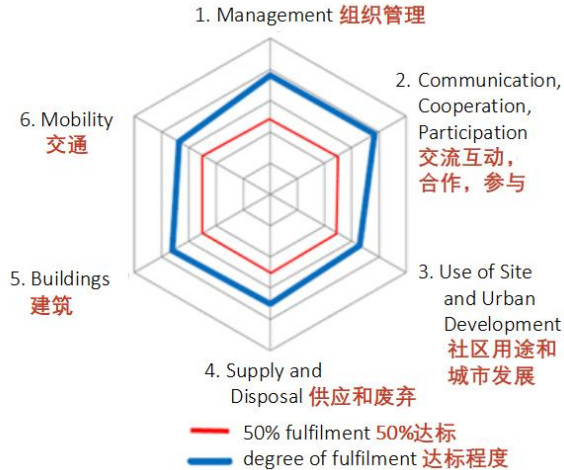 1. Management 组织管理
2. Communication,
Cooperation,
Participation
交流互动，
合作，参与
3. Use of Site
and Urban
Development
社区用途和
城市发展
4. Supply and
Disposal 供应和废弃
5. Buildings
建筑
6. Mobility
交通
50% fulfilment 50%达标
degree of fulfilment 达标程度